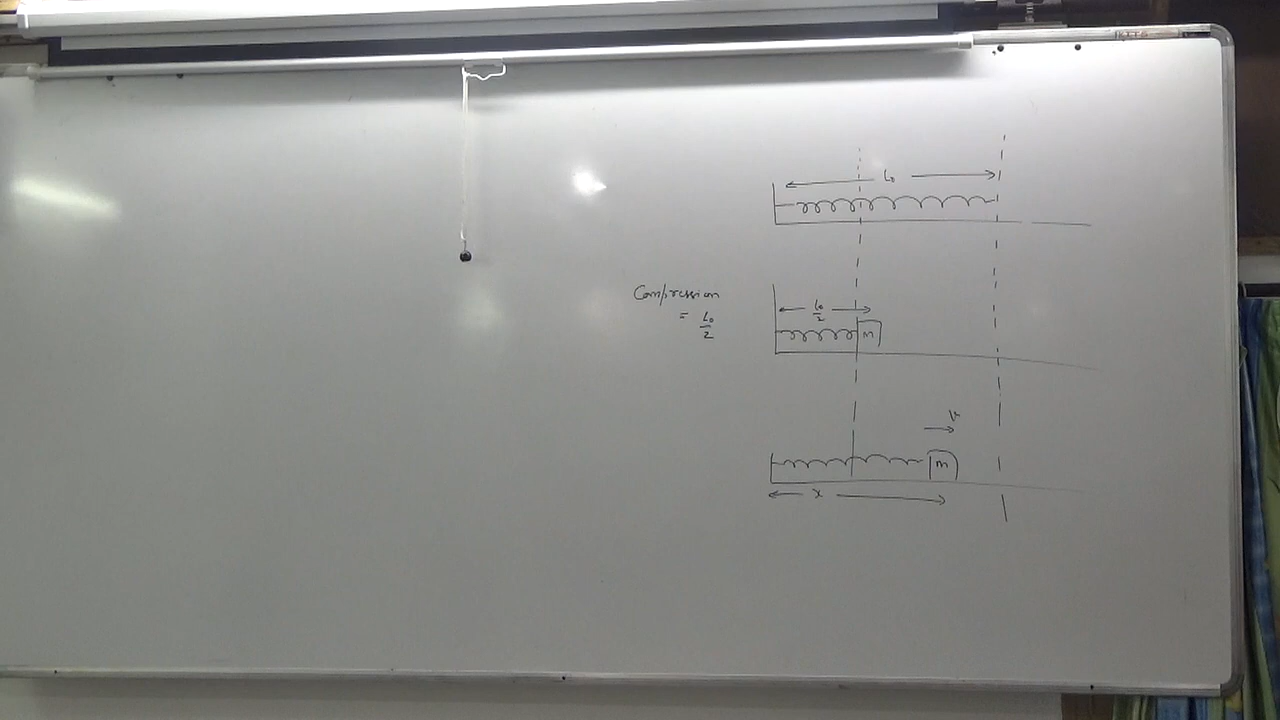 l₀
Compression
= l₀/2
l₀/2
m
v
m
x